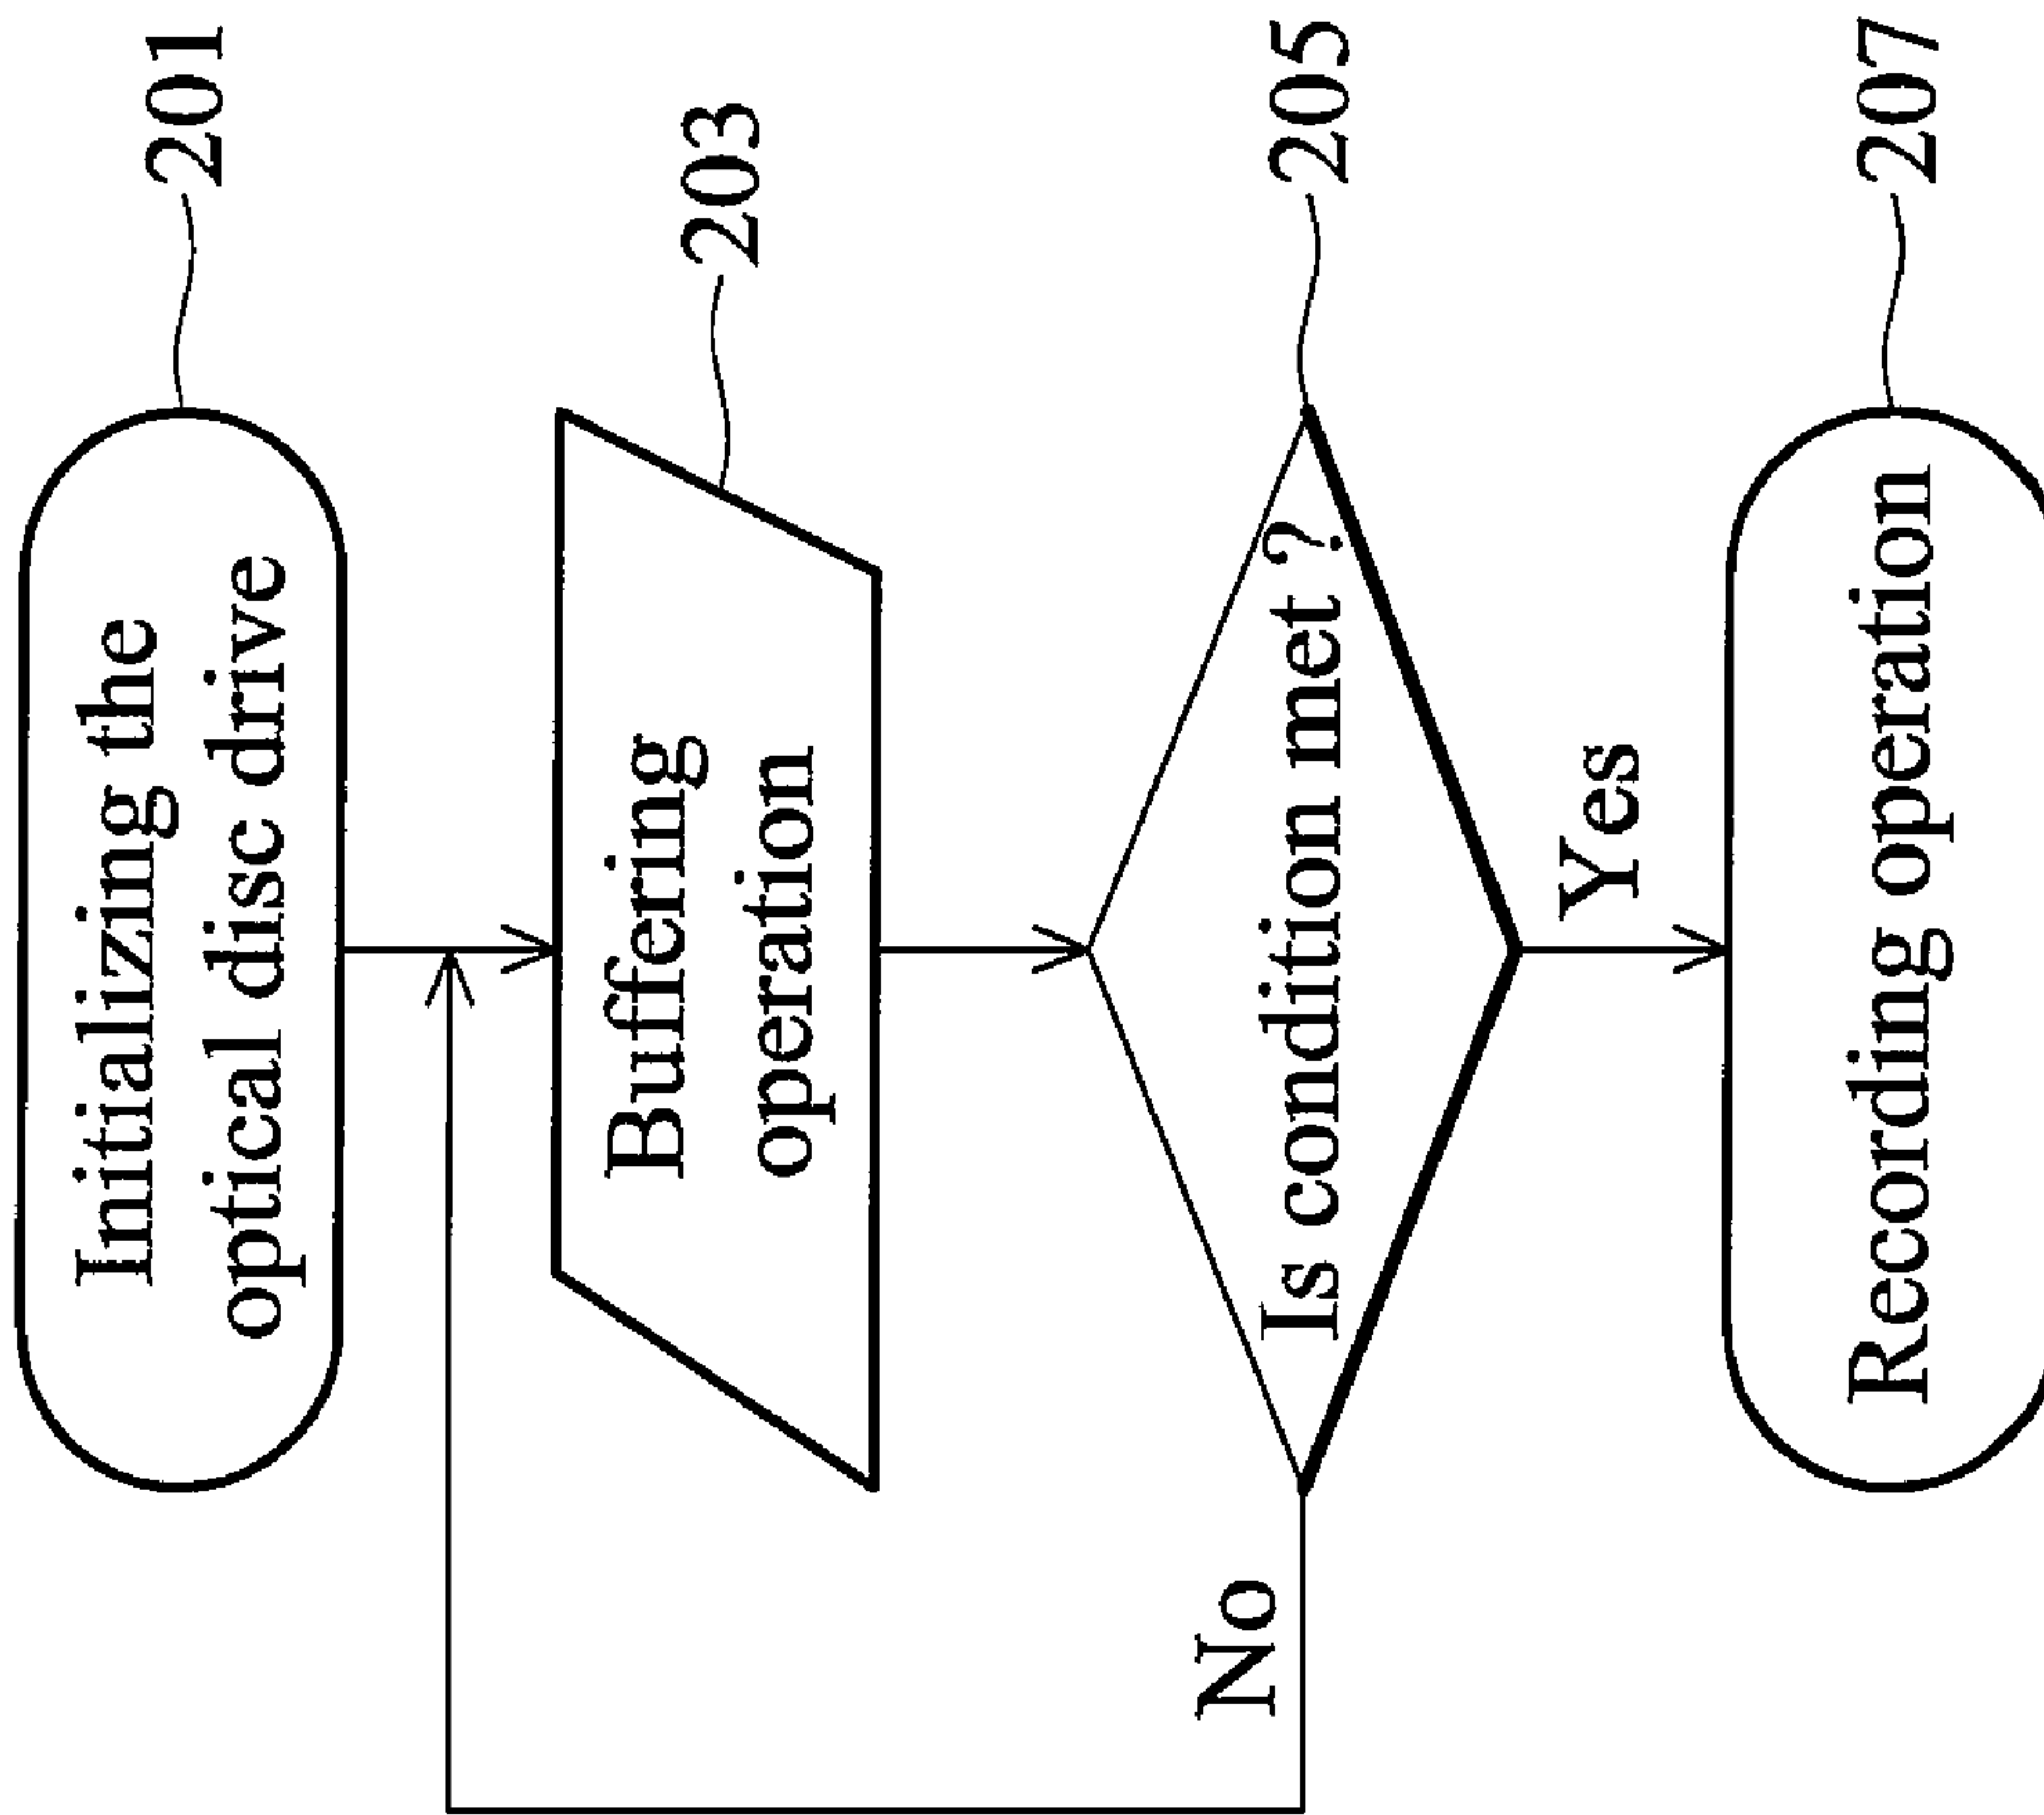 Initializing the
optical disc drive
201
Buffering
operation
203
Is condition met ?
205
No
Yes
Recording operation
207